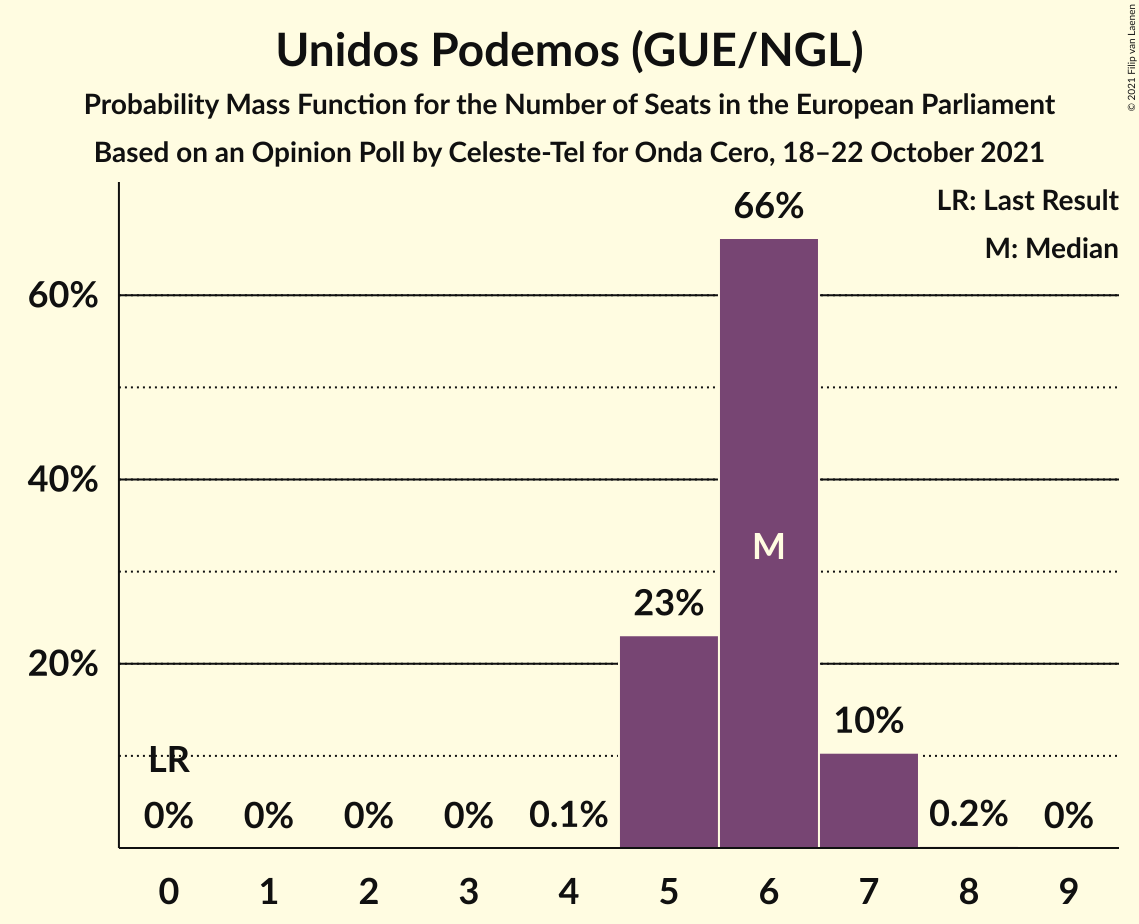 Unidos Podemos (GUE/NGL)
Probability Mass Function for the Number of Seats in the European Parliament
Based on an Opinion Poll by Celeste-Tel for Onda Cero, 18–22 October 2021
© 2021 Filip van Laenen
LR: Last Result
M: Median
66%
60%
40%
M
23%
20%
10%
LR
0% 0% 0% 0% 0.1% 0.2% 0%
0 1 2 3 4 5 6 7 8 9